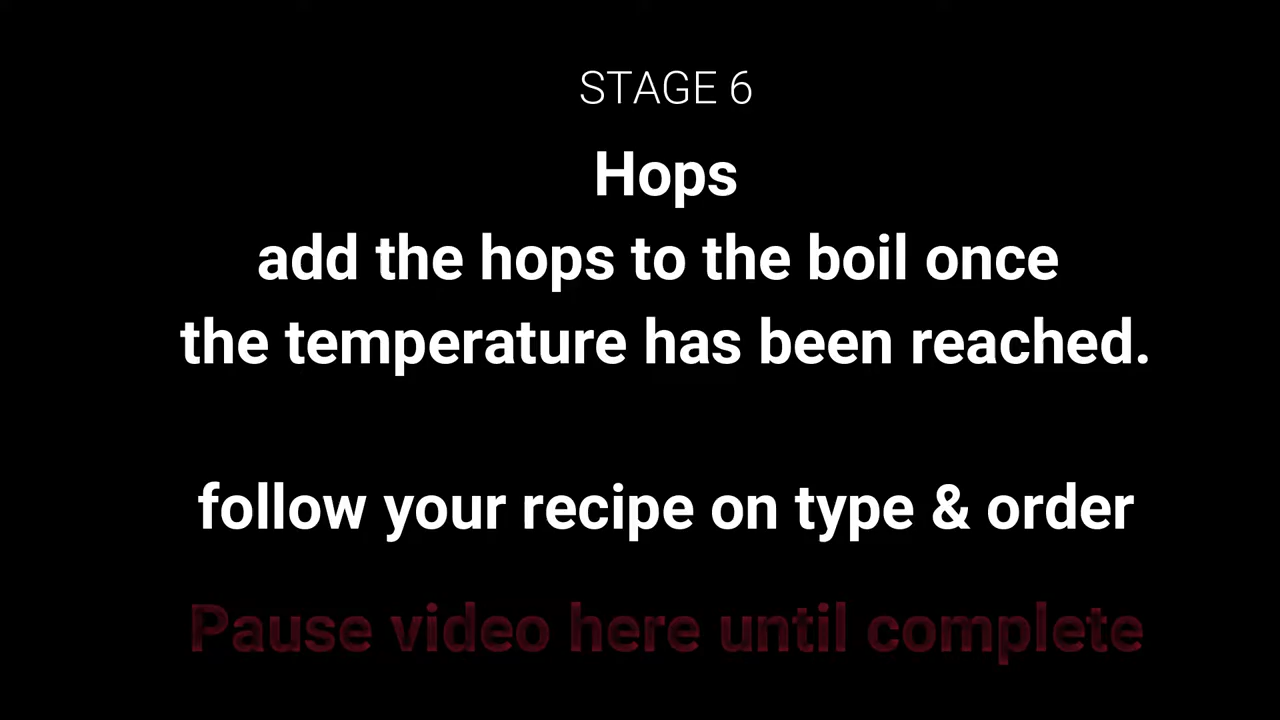 STAGE 6
Hops
add the hops to the boil once
the temperature has been reached.
follow your recipe on type & order
Pause video here until complete